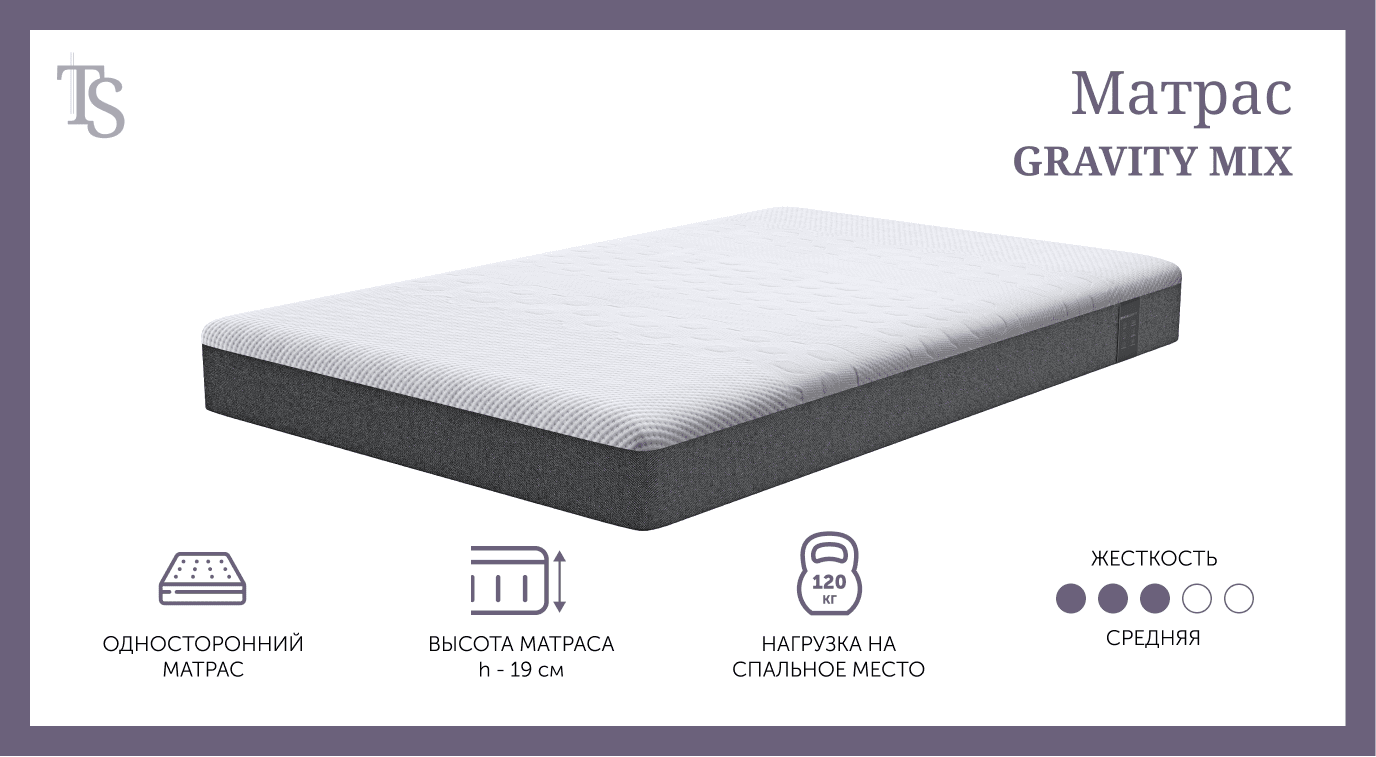 TS
Матрас
GRAVITY MIX
120
КГ
ОДНОСТОРОННИЙ
МАТРАС
ВЫСОТА МАТРАСА
h - 19 см
НАГРУЗКА НА
СПАЛЬНОЕ МЕСТО
ЖЕСТКОСТЬ
СРЕДНЯЯ